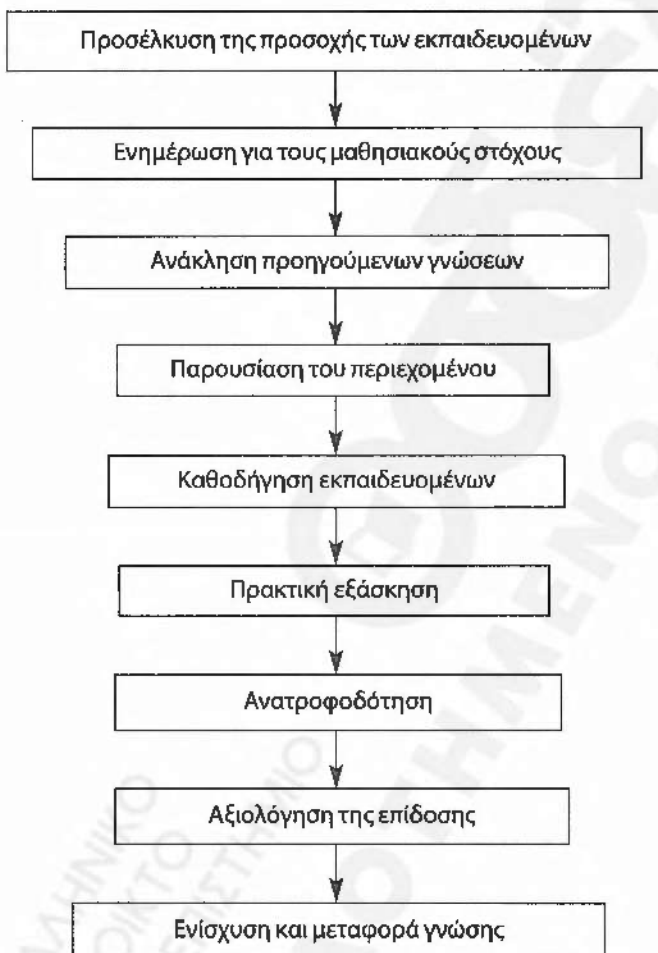 Προσέλκυση της προσοχής των εκπαιδευομένων
Ενημέρωση για τους μαθησιακούς στόχους
Ανάκληση προηγούμενων γνώσεων
Παρουσίαση του περιεχομένου
Καθοδήγηση εκπαιδευομένων
Πρακτική εξάσκηση
Ανατροφοδότηση
Αξιολόγηση της επίδοσης
Ενίσχυση και μεταφορά γνώσης